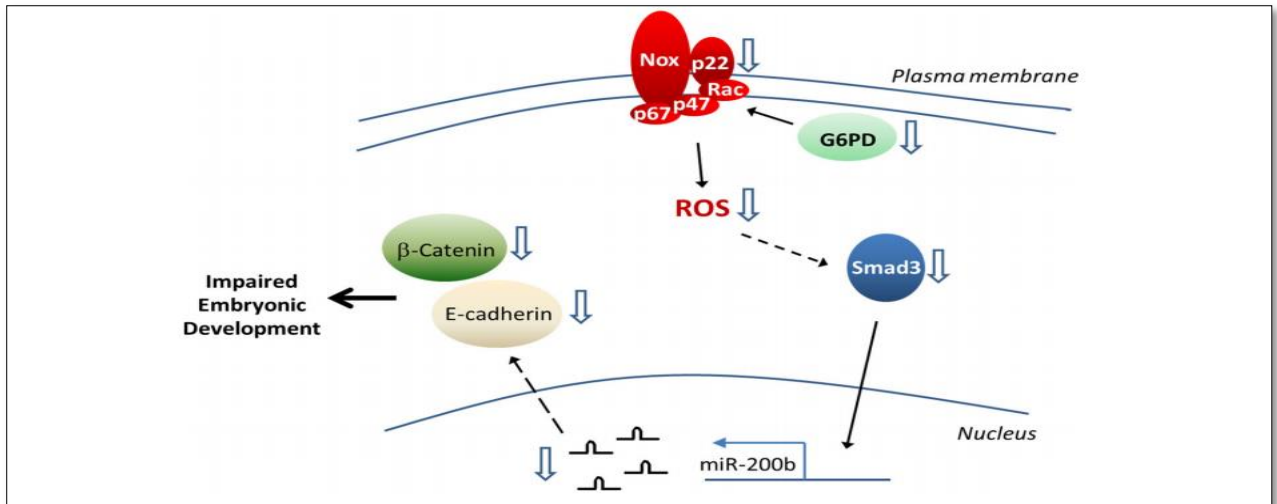 Nox
p22
Rac
p47
p67
Plasma membrane
G6PD
ROS
β-Catenin
Smad3
E-cadherin
Impaired
Embryonic
Development
Nucleus
miR-200b